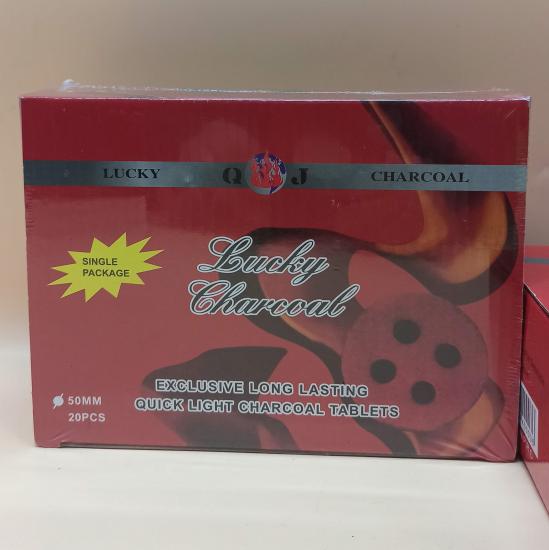 LUCKY Q J CHARCOAL
Lucky
Charcoal
SINGLE
PACKAGE
EXCLUSIVE LONG LASTING
QUICK LIGHT CHARCOAL TABLETS
50MM
20PCS